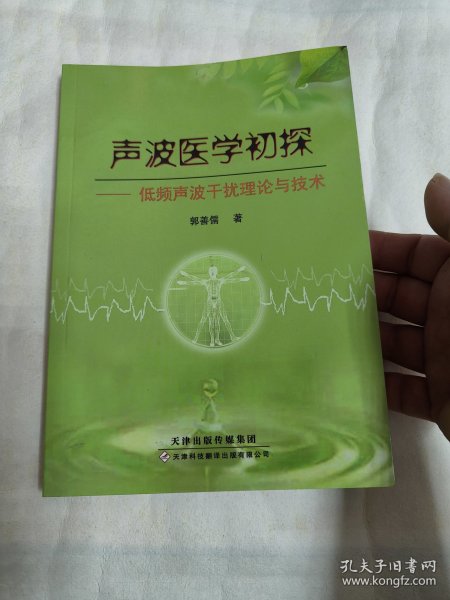 声波医学初探
——低频声波干扰理论与技术
郭善儒 著
天津出版传媒集团
天津科技翻译出版有限公司
孔夫子旧书网
www.kongfz.com